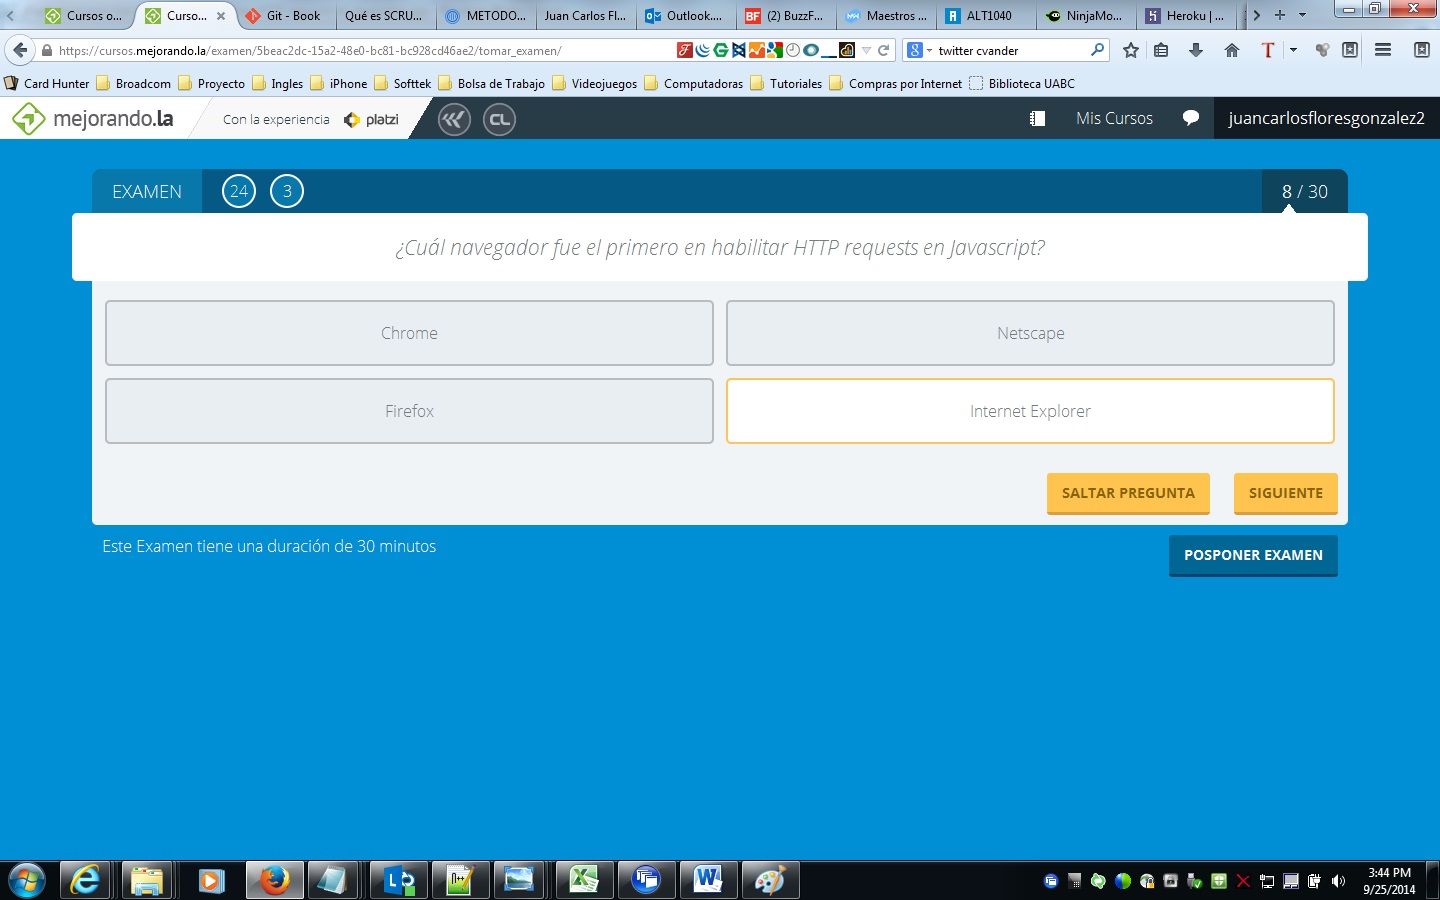 Cursos o...
Curso...
Git - Book
Qué es SCRU...
METODO...
Juan Carlos Fl...
Outlook....
(2) BuzzF...
Maestros ...
ALT1040
NinjaMo...
Heroku | ...
https://cursos.mejorando.la/examen/5beac2dc-15a2-48e0-bc81-bc928cd46ae2/tomar_examen/
twitter cvander
Card Hunter
Broadcom
Proyecto
Ingles
iPhone
Softtek
Bolsa de Trabajo
Videojuegos
Computadoras
Tutoriales
Compras por Internet
Biblioteca UABC
mejorando.la
Con la experiencia
platzi
CL
Mis Cursos
juancarlosfloresgonzalez2
EXAMEN
24
3
8 / 30
¿Cuál navegador fue el primero en habilitar HTTP requests en Javascript?
Chrome
Netscape
Firefox
Internet Explorer
SALTAR PREGUNTA
SIGUIENTE
Este Examen tiene una duración de 30 minutos
POSPONER EXAMEN
3:44 PM
9/25/2014